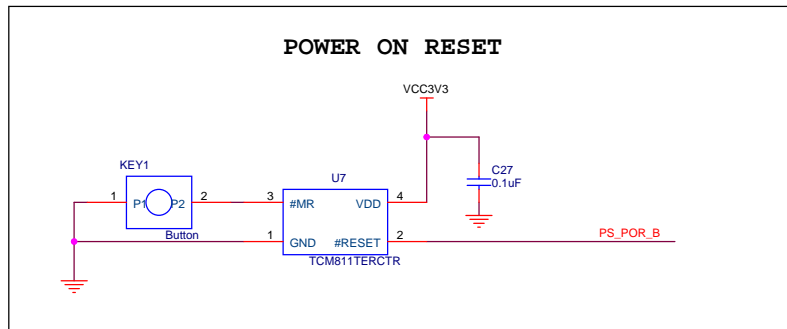 POWER ON RESET
VCC3V3
KEY1
U7
C27
0.1uF
1
P1
P2
2
3
#MR
VDD
4
Button
1
GND
#RESET
2
PS_POR_B
TCM811TERCTR